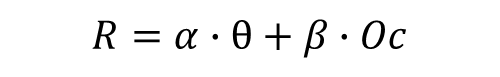 R = α · θ + β · Oc